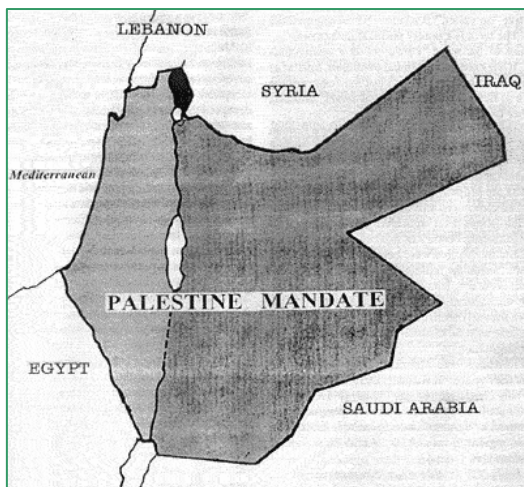 LEBANON
SYRIA
IRAQ
Mediterranean
PALESTINE MANDATE
EGYPT
SAUDI ARABIA